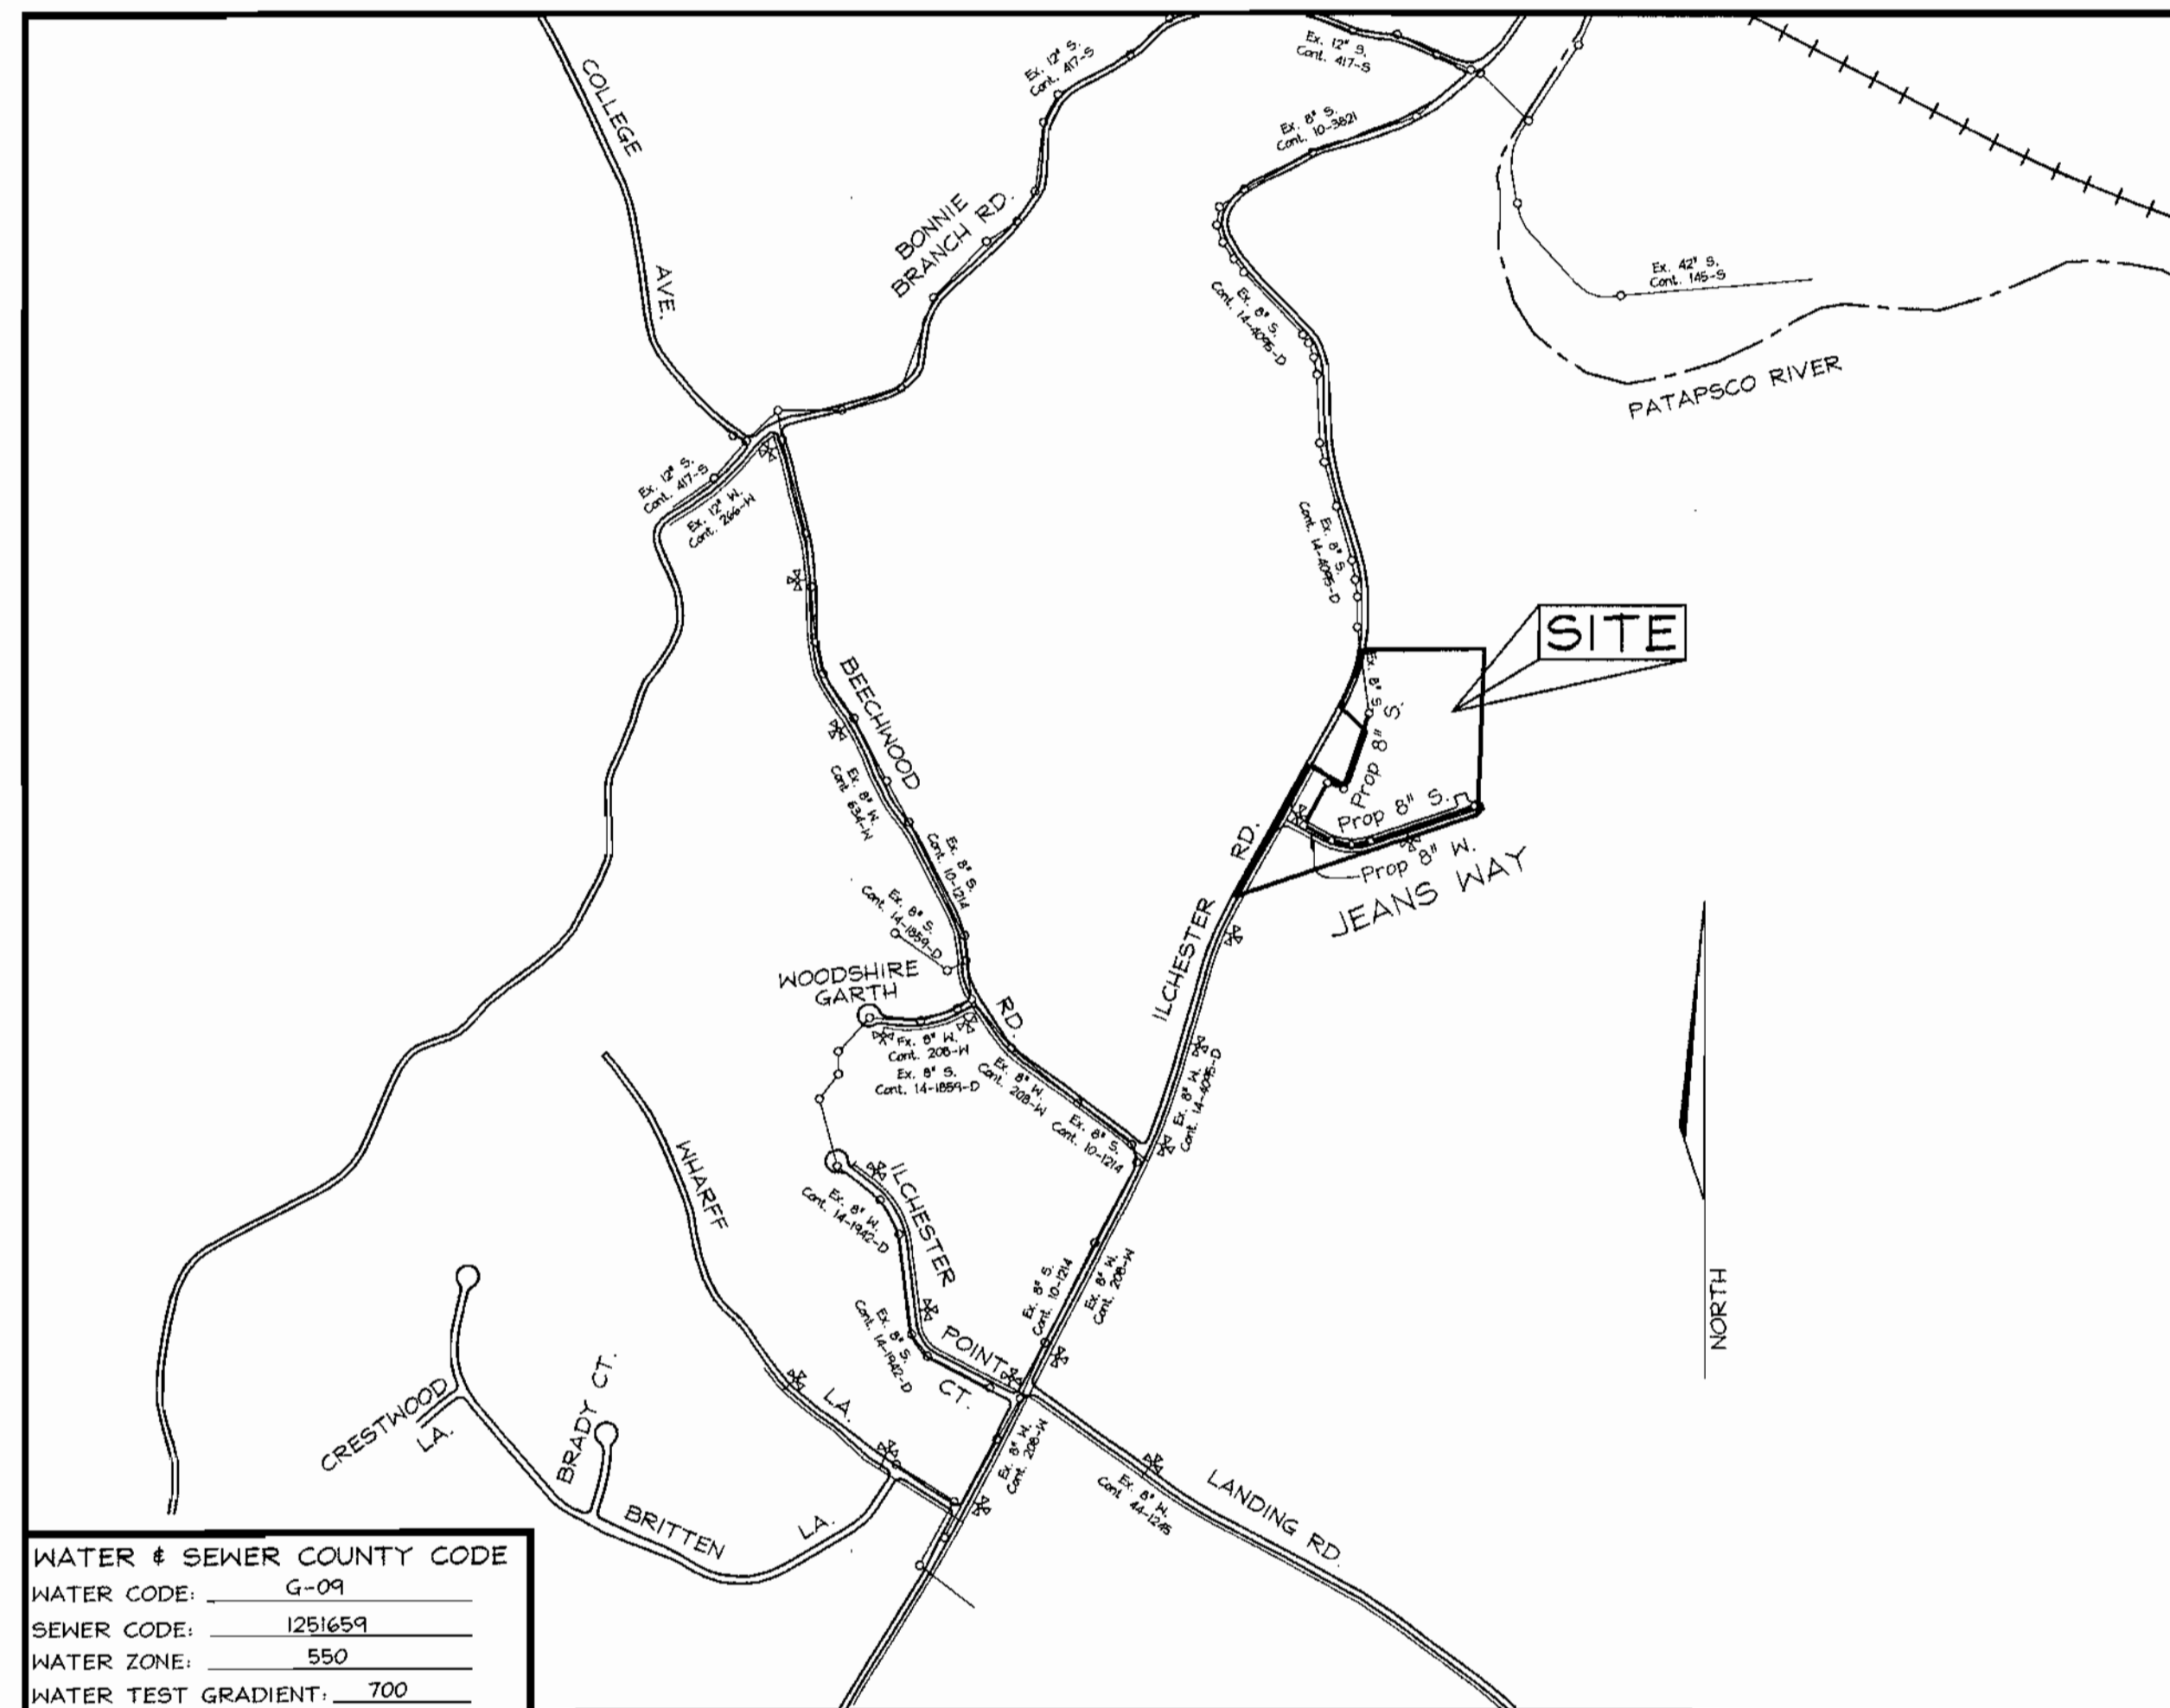 COLLEGE
AVE.
Ex. 12" S.
Cont. 417-S
Ex. 12" S.
Cont. 417-S
Ex. 8" S.
Cont. 10-3821
BONNIE
BRANCH RD.
Ex. 42" S.
Cont. 145-S
Ex. 8" S.
Cont. 14-4095-D
PATAPSCO RIVER
Ex. 12" S.
Cont. 417-S
Ex. 12" W.
Cont. 266-W
Ex. 8" S.
Cont. 14-4095-D
SITE
Ex. 8" S.
Prop 8" S.
Prop 8" S.
Prop 8" W.
JEANS WAY
BEECHWOOD
RD.
Ex. 8" W.
Cont 634-W
Ex. 8" S.
Cont. 10-1214
Ex. 8" S.
Cont. 14-1859-D
WOODSHIRE
GARTH
Ex. 8" W.
Cont. 208-W
Ex. 8" S.
Cont. 14-1859-D
Ex. 8" W.
Cont. 208-W
Ex. 8" S.
Cont. 10-1214
ILCHESTER
RD.
Ex. 8" W.
Cont. 14-4095-D
WHARFF
LA.
ILCHESTER
POINT
CT.
Ex. 8" W.
Cont. 14-1942-D
Ex. 8" S.
Cont. 14-1942-D
Ex. 8" S.
Cont. 10-1214
Ex. 8" W.
Cont. 208-W
Ex. 8" W.
Cont. 208-W
Ex. 8" W.
Cont 44-1245
LANDING RD.
NORTH
CRESTWOOD
LA.
BRADY CT.
BRITTEN
LA.
WATER & SEWER COUNTY CODE
WATER CODE: G-09
SEWER CODE: 1251659
WATER ZONE: 550
WATER TEST GRADIENT: 700